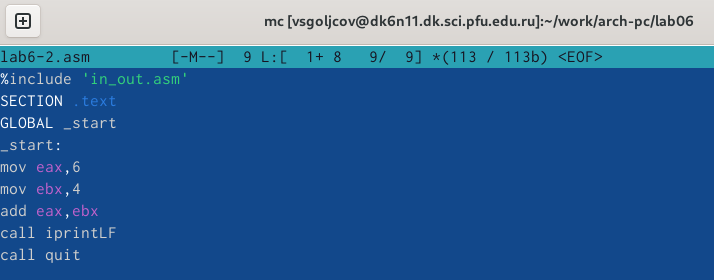 mc [vsgoljcov@dk6n11.dk.sci.pfu.edu.ru]:~/work/arch-pc/lab06
lab6-2.asm          [-M--]  9 L:[  1+ 8   9/  9] *(113 / 113b) <EOF>
%include 'in_out.asm'
SECTION .text
GLOBAL _start
_start:
mov eax,6
mov ebx,4
add eax,ebx
call iprintLF
call quit